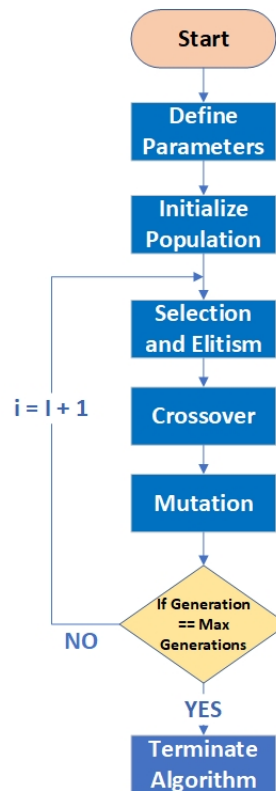 Start
Define
Parameters
Initialize
Population
Selection
and Elitism
i = I + 1
Crossover
Mutation
If Generation
== Max
Generations
NO
YES
Terminate
Algorithm